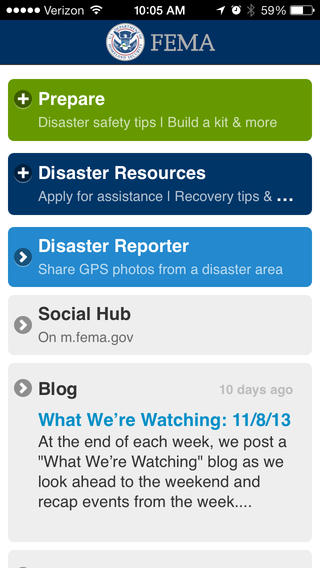 Verizon 10:05 AM 59%
FEMA
Prepare
Disaster safety tips | Build a kit & more
Disaster Resources
Apply for assistance | Recovery tips & ...
Disaster Reporter
Share GPS photos from a disaster area
Social Hub
On m.fema.gov
Blog 10 days ago
What We're Watching: 11/8/13
At the end of each week, we post a
"What We're Watching" blog as we
look ahead to the weekend and
recap events from the week....